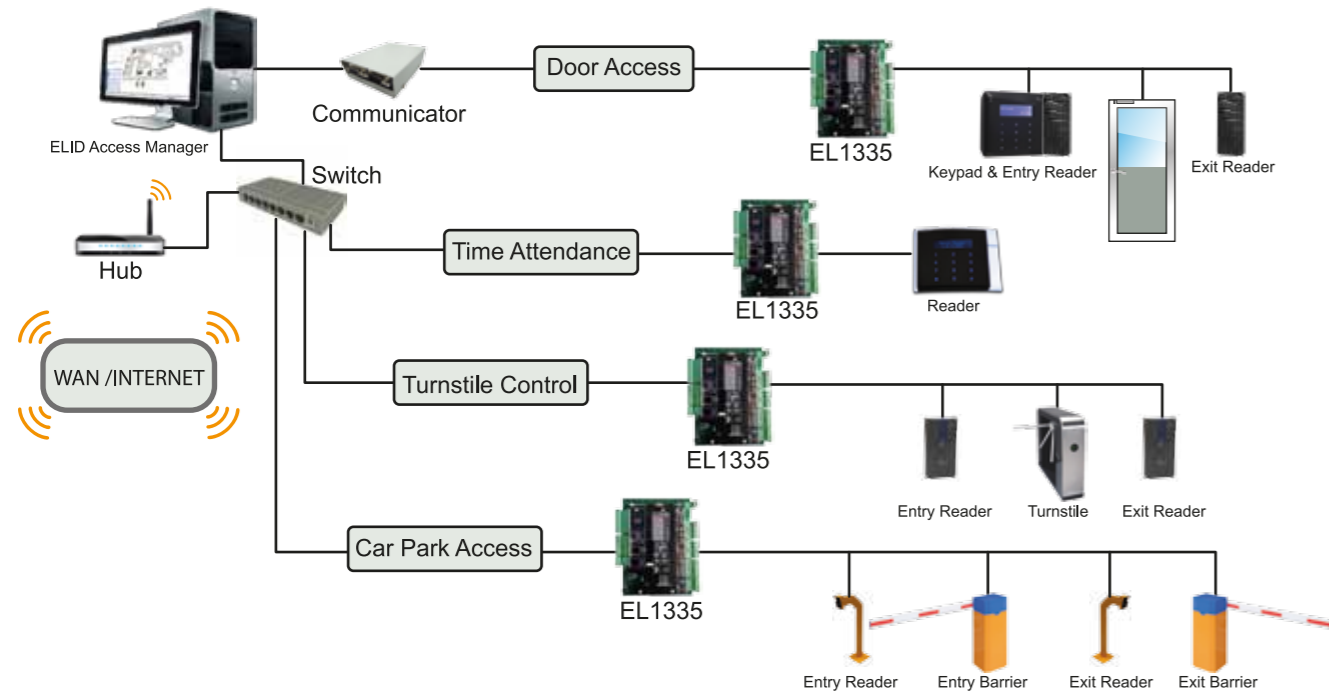 Door Access
Communicator
ELID Access Manager
EL1335
Keypad & Entry Reader
Exit Reader
Switch
Hub
Time Attendance
EL1335
Reader
WAN /INTERNET
Turnstile Control
EL1335
Entry Reader
Turnstile
Exit Reader
Car Park Access
EL1335
Entry Reader
Entry Barrier
Exit Reader
Exit Barrier